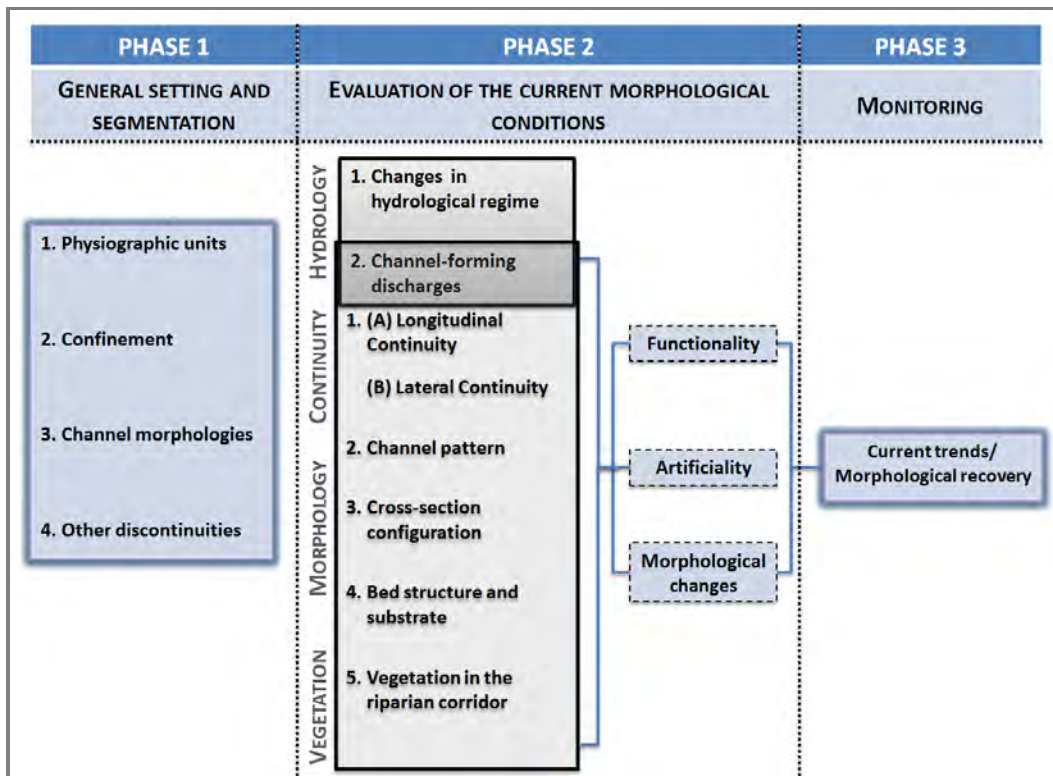 PHASE 1
PHASE 2
PHASE 3
GENERAL SETTING AND
SEGMENTATION
EVALUATION OF THE CURRENT MORPHOLOGICAL
CONDITIONS
MONITORING
1. Physiographic units
2. Confinement
3. Channel morphologies
4. Other discontinuities
HYDROLOGY
CONTINUITY
MORPHOLOGY
VEGETATION
1. Changes in
hydrological regime
2. Channel-forming
discharges
1. (A) Longitudinal
Continuity
(B) Lateral Continuity
2. Channel pattern
3. Cross-section
configuration
4. Bed structure and
substrate
5. Vegetation in the
riparian corridor
Functionality
Artificiality
Morphological
changes
Current trends/
Morphological recovery